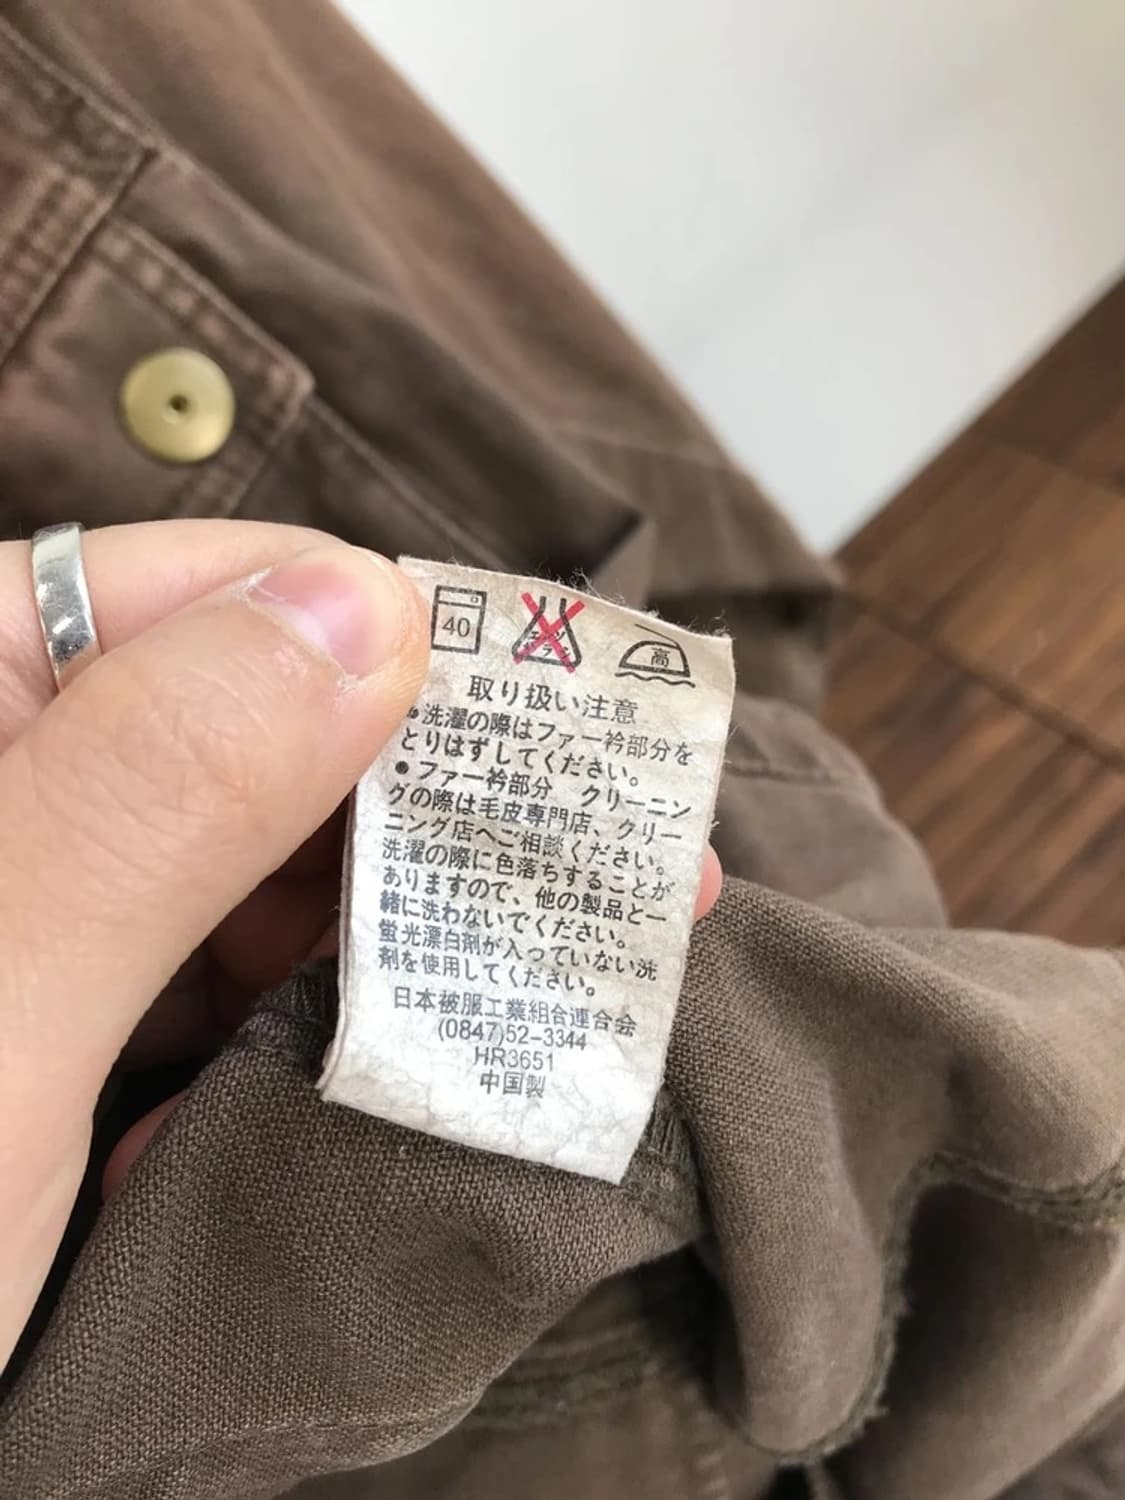 40
エンソ
サラシ
高
取り扱い注意
●洗濯の際はファー衿部分を
とりはずしてください。
●ファー衿部分　クリーニン
グの際は毛皮専門店、クリー
ニング店へご相談ください。
洗濯の際に色落ちすることが
ありますので、他の製品と一
緒に洗わないでください。
蛍光漂白剤が入っていない洗
剤を使用してください。
日本被服工業組合連合会
(0847)52-3344
HR3651
中国製